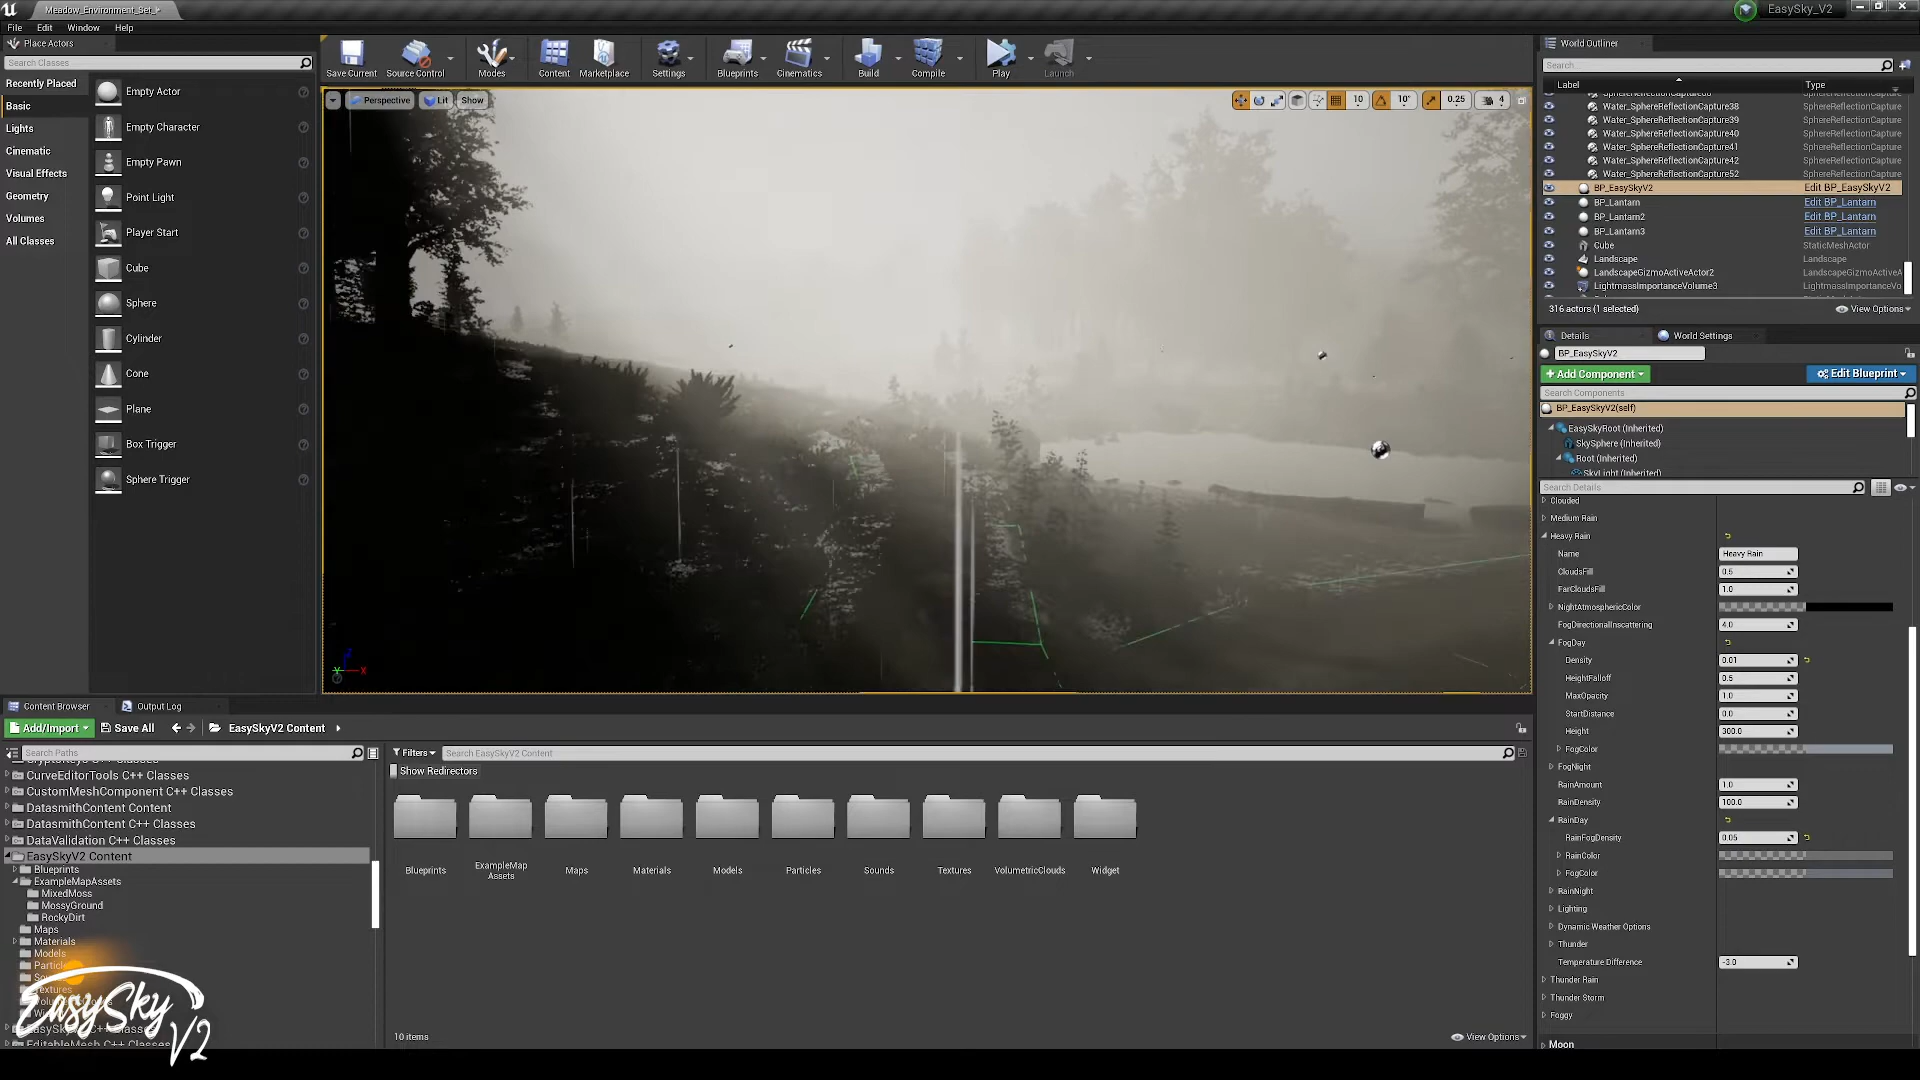 Meadow_Environment_Set_*
EasySky_V2
File Edit Window Help
Place Actors
Search Classes
Recently Placed
Basic
Lights
Cinematic
Visual Effects
Geometry
Volumes
All Classes
Empty Actor
Empty Character
Empty Pawn
Point Light
Player Start
Cube
Sphere
Cylinder
Cone
Plane
Box Trigger
Sphere Trigger
Save Current Source Control Modes Content Marketplace Settings Blueprints Cinematics Build Compile Play Launch
Perspective Lit Show
10 10° 0.25 4
World Outliner
Search...
Label Type
Water_SphereReflectionCapture38 SphereReflectionCapture
Water_SphereReflectionCapture39 SphereReflectionCapture
Water_SphereReflectionCapture40 SphereReflectionCapture
Water_SphereReflectionCapture41 SphereReflectionCapture
Water_SphereReflectionCapture42 SphereReflectionCapture
Water_SphereReflectionCapture52 SphereReflectionCapture
BP_EasySkyV2 Edit BP_EasySkyV2
BP_Lantarn Edit BP_Lantarn
BP_Lantarn2 Edit BP_Lantarn
BP_Lantarn3 Edit BP_Lantarn
Cube StaticMeshActor
Landscape Landscape
LandscapeGizmoActiveActor2 LandscapeGizmoActiveA
LightmassImportanceVolume3 LightmassImportanceVo
316 actors (1 selected) View Options
Details World Settings
BP_EasySkyV2
Add Component Edit Blueprint
Search Components
BP_EasySkyV2(self)
EasySkyRoot (Inherited)
SkySphere (Inherited)
Root (Inherited)
SkyLight (Inherited)
Search Details
Clouded
Medium Rain
Heavy Rain
Name Heavy Rain
CloudsFill 0.5
FarCloudsFill 1.0
NightAtmosphericColor
FogDirectionalInscattering 4.0
FogDay
Density 0.01
HeightFalloff 0.5
MaxOpacity 1.0
StartDistance 0.0
Height 300.0
FogColor
FogNight
RainAmount 1.0
RainDensity 100.0
RainDay
RainFogDensity 0.05
RainColor
FogColor
RainNight
Lighting
Dynamic Weather Options
Thunder
Temperature Difference -3.0
Thunder Rain
Thunder Storm
Foggy
Moon
Content Browser Output Log
Add/Import Save All EasySkyV2 Content
Search Paths
CryptoKeys C++ Classes
CurveEditorTools C++ Classes
CustomMeshComponent C++ Classes
DatasmithContent Content
DatasmithContent C++ Classes
DataValidation C++ Classes
EasySkyV2 Content
Blueprints
ExampleMapAssets
MixedMoss
MossyGround
RockyDirt
Maps
Materials
Models
EditableMesh C++ Classes
EasySky V2
Filters Search EasySkyV2 Content
Show Redirectors
Blueprints
ExampleMap Assets
Maps
Materials
Models
Particles
Sounds
Textures
VolumetricClouds
Widget
10 items View Options